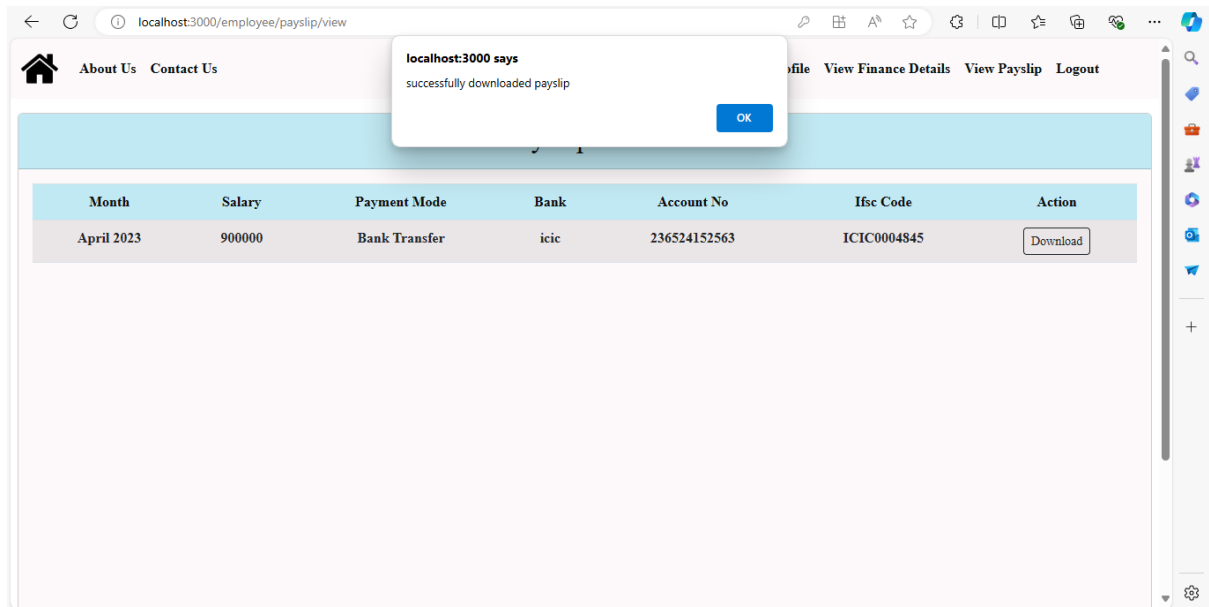 localhost:3000/employee/payslip/view
localhost:3000 says
successfully downloaded payslip
OK
About Us Contact Us View Finance Details View Payslip Logout
Month Salary Payment Mode Bank Account No Ifsc Code Action
April 2023 900000 Bank Transfer icic 236524152563 ICIC0004845 Download